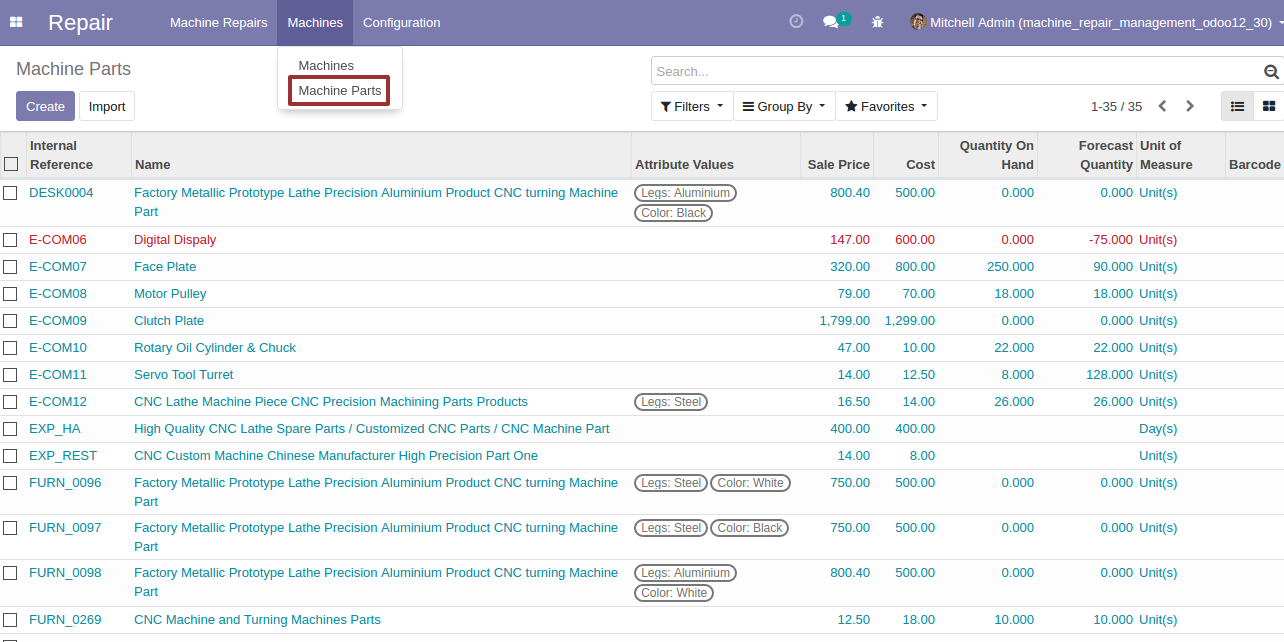 Repair Machine Repairs Machines Configuration 1 Mitchell Admin (machine_repair_management_odoo12_30)
Machines
Machine Parts
Machine Parts
Search...
Create Import
Filters Group By Favorites 1-35 / 35
Internal Reference Name Attribute Values Sale Price Cost Quantity On Hand Forecast Quantity Unit of Measure Barcode
DESK0004 Factory Metallic Prototype Lathe Precision Aluminium Product CNC turning Machine Legs: Aluminium 800.40 500.00 0.000 0.000 Unit(s)
Part Color: Black
E-COM06 Digital Dispaly 147.00 600.00 0.000 -75.000 Unit(s)
E-COM07 Face Plate 320.00 800.00 250.000 90.000 Unit(s)
E-COM08 Motor Pulley 79.00 70.00 18.000 18.000 Unit(s)
E-COM09 Clutch Plate 1,799.00 1,299.00 0.000 0.000 Unit(s)
E-COM10 Rotary Oil Cylinder & Chuck 47.00 10.00 22.000 22.000 Unit(s)
E-COM11 Servo Tool Turret 14.00 12.50 8.000 128.000 Unit(s)
E-COM12 CNC Lathe Machine Piece CNC Precision Machining Parts Products Legs: Steel 16.50 14.00 26.000 26.000 Unit(s)
EXP_HA High Quality CNC Lathe Spare Parts / Customized CNC Parts / CNC Machine Part 400.00 400.00 Day(s)
EXP_REST CNC Custom Machine Chinese Manufacturer High Precision Part One 14.00 8.00 Unit(s)
FURN_0096 Factory Metallic Prototype Lathe Precision Aluminium Product CNC turning Machine Legs: Steel Color: White 750.00 500.00 0.000 0.000 Unit(s)
Part
FURN_0097 Factory Metallic Prototype Lathe Precision Aluminium Product CNC turning Machine Legs: Steel Color: Black 750.00 500.00 0.000 0.000 Unit(s)
Part
FURN_0098 Factory Metallic Prototype Lathe Precision Aluminium Product CNC turning Machine Legs: Aluminium 800.40 500.00 0.000 0.000 Unit(s)
Part Color: White
FURN_0269 CNC Machine and Turning Machines Parts 12.50 18.00 10.000 10.000 Unit(s)